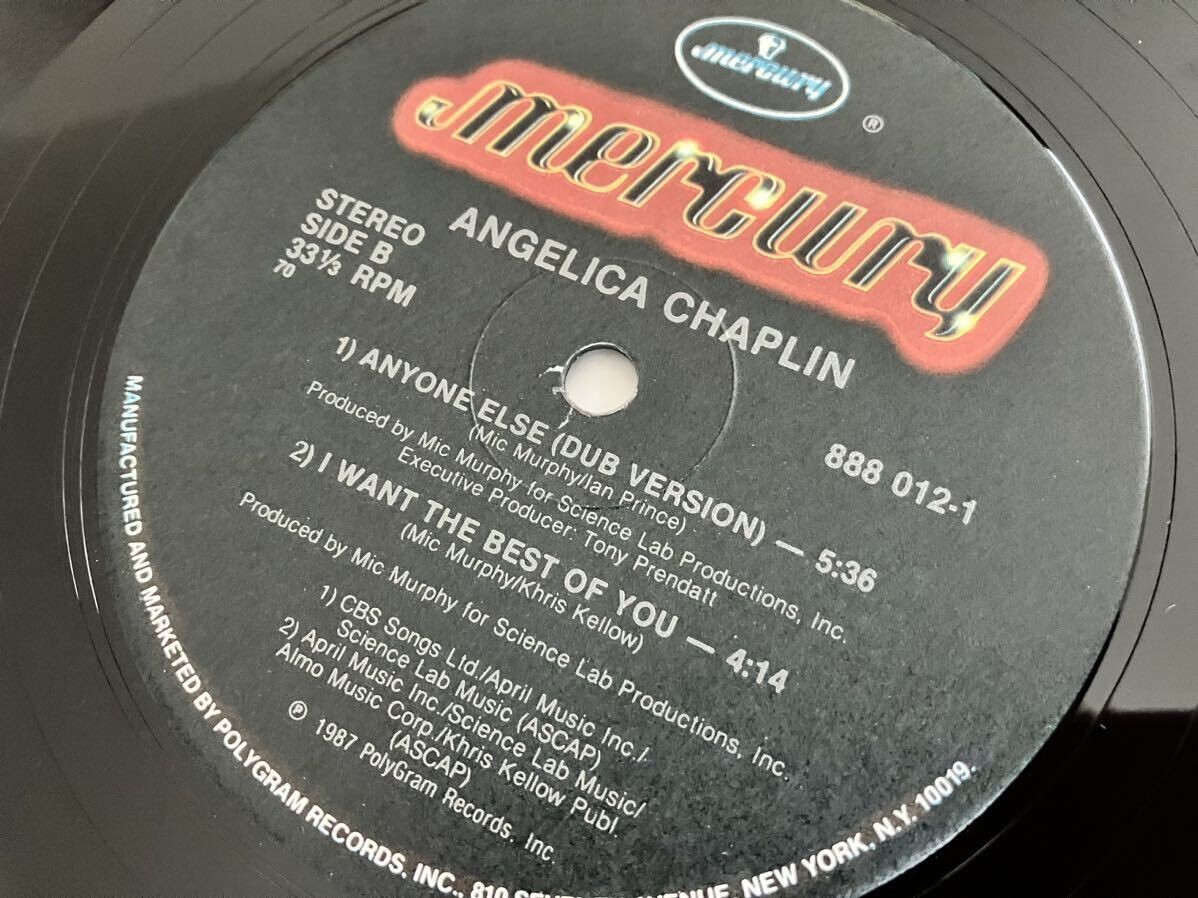 mercury
®
mercury
ANGELICA CHAPLIN
STEREO
SIDE B
33⅓ RPM
70
888 012-1
1) ANYONE ELSE (DUB VERSION) — 5:36
(Mic Murphy/Ian Prince)
Produced by Mic Murphy for Science Lab Productions, Inc.
Executive Producer: Tony Prendatt
2) I WANT THE BEST OF YOU — 4:14
(Mic Murphy/Khris Kellow)
Produced by Mic Murphy for Science Lab Productions, Inc.
1) CBS Songs Ltd./April Music Inc./
Science Lab Music (ASCAP)
2) April Music Inc./Science Lab Music/
Almo Music Corp./Khris Kellow Publ.
(ASCAP)
℗ 1987 PolyGram Records, Inc.
MANUFACTURED AND MARKETED BY POLYGRAM RECORDS, INC., 810 SEVENTH AVENUE, NEW YORK, N.Y. 10019.